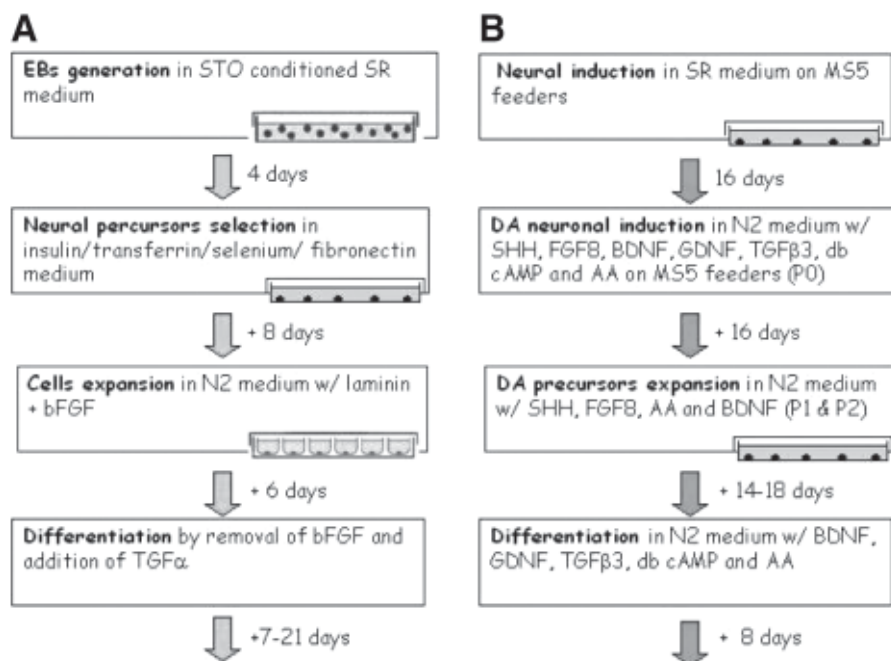 A
EBs generation in STO conditioned SR
medium
4 days
Neural percursors selection in
insulin/transferrin/selenium/ fibronectin
medium
+ 8 days
Cells expansion in N2 medium w/ laminin
+ bFGF
+ 6 days
Differentiation by removal of bFGF and
addition of TGFα
+7-21 days
B
Neural induction in SR medium on MS5
feeders
16 days
DA neuronal induction in N2 medium w/
SHH, FGF8, BDNF, GDNF, TGFβ3, db
cAMP and AA on MS5 feeders (P0)
+ 16 days
DA precursors expansion in N2 medium
w/ SHH, FGF8, AA and BDNF (P1 & P2)
+ 14-18 days
Differentiation in N2 medium w/ BDNF,
GDNF, TGFβ3, db cAMP and AA
+ 8 days